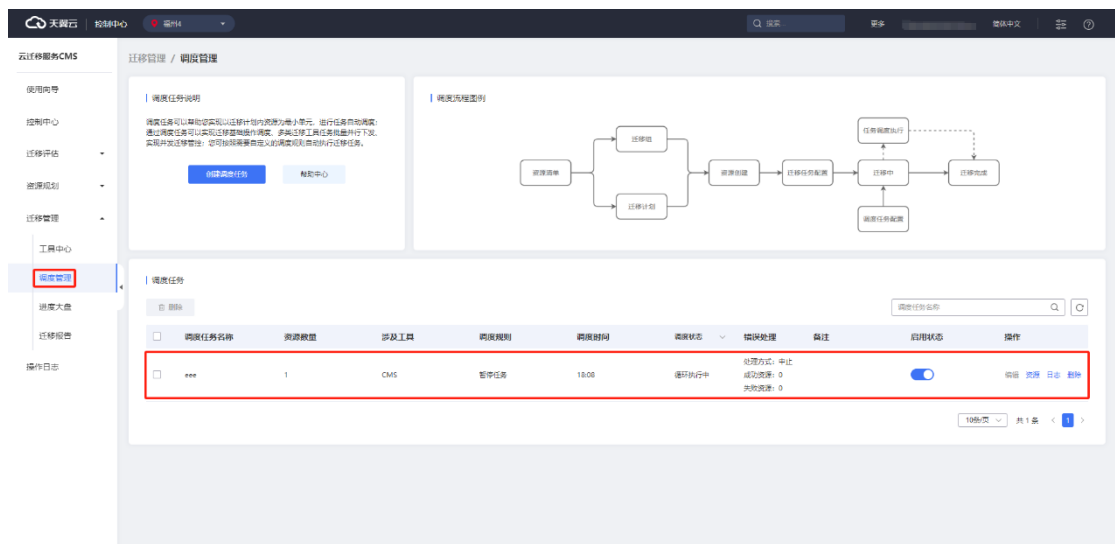 天翼云 控制中心 福州4 搜索... 更多 简体中文
云迁移服务CMS
使用向导
控制中心
迁移评估
资源规划
迁移管理
工具中心
调度管理
进度大盘
迁移报告
操作日志
迁移管理 / 调度管理
调度任务说明
调度任务可以帮助您实现以迁移计划内资源为最小单元，进行任务自动调度；
通过调度任务可以实现迁移基础操作调度、多类迁移工具任务批量并行下发，
实现并发迁移管控；您可按照需要自定义的调度规则自动执行迁移任务。
创建调度任务 帮助中心
调度流程图例
资源清单
迁移组
迁移计划
资源创建
迁移任务配置
任务调度执行
迁移中
调度任务配置
迁移完成
调度任务
删除 调度任务名称
调度任务名称 资源数量 涉及工具 调度规则 调度时间 调度状态 错误处理 备注 启用状态 操作
eee 1 CMS 暂停任务 18:08 循环执行中 处理方式：中止 编辑 资源 日志 删除
成功资源：0
失败资源：0
10条/页 共 1 条 1